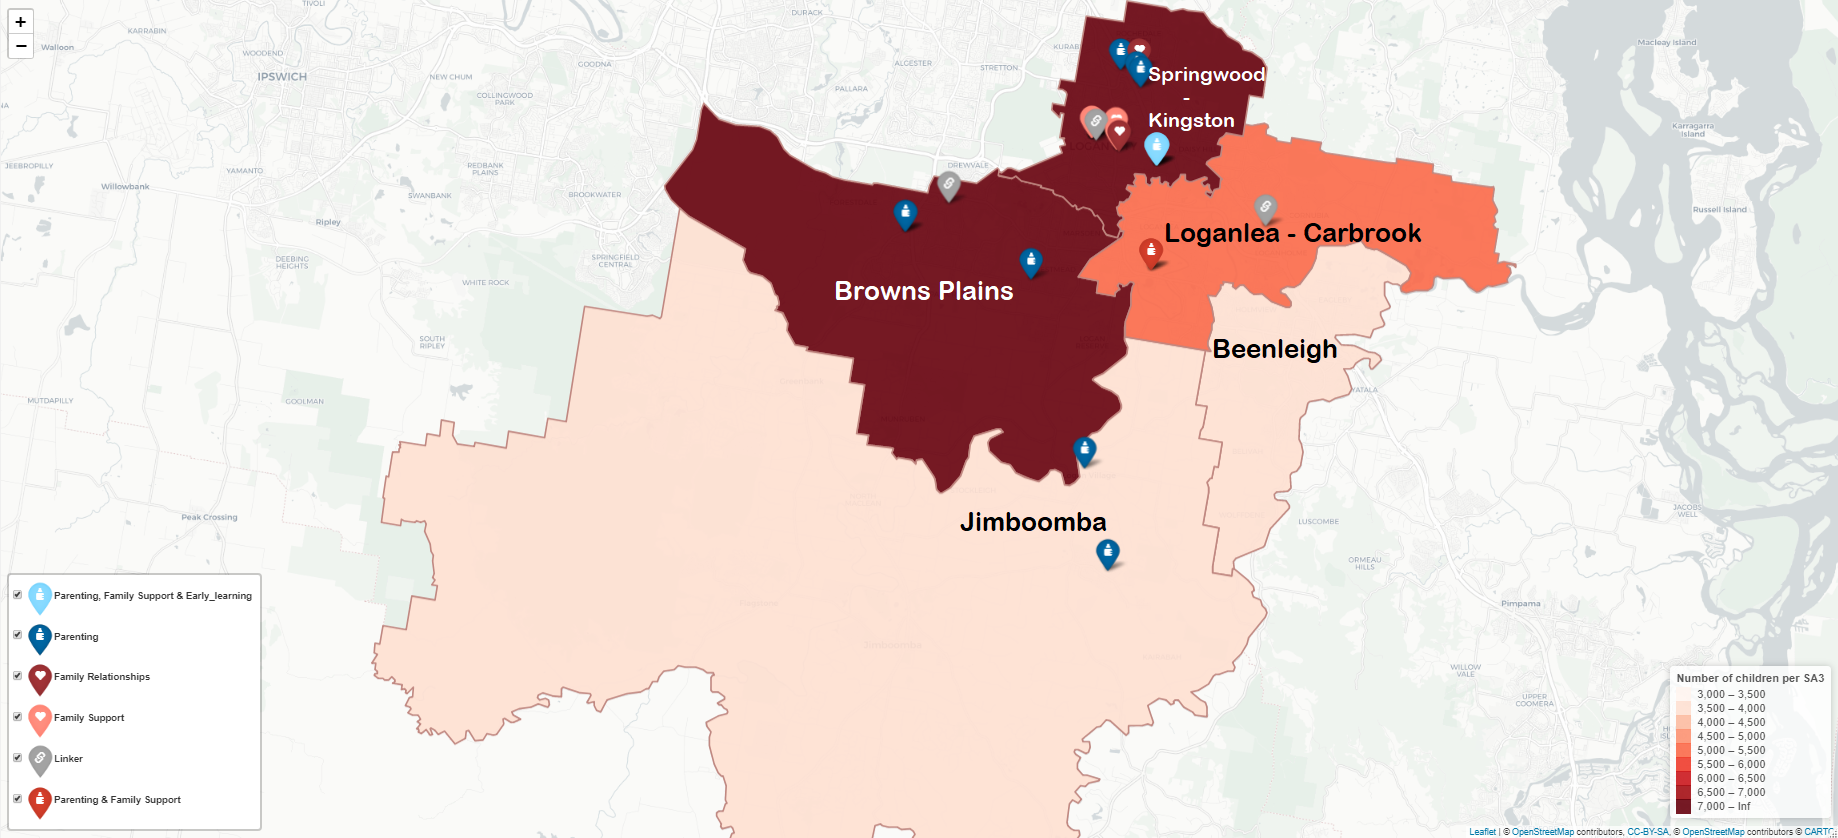 +
−
TIVOLI
DURACK
KARRABIN
Walloon
WOODEND
IPSWICH
GOODNA
NEW CHUM
COLLINGWOOD
PARK
ALGESTER
STRETTON
KURABY
PALLARA
Macleay Island
Springwood
-
Kingston
Karragarra
Island
JEEBROPILLY
YAMANTO
REDBANK
PLAINS
DREWVALE
Willowbank
SWANBANK
BROOKWATER
Ripley
Russell Island
Loganlea - Carbrook
DEEBING
HEIGHTS
SPRINGFIELD
CENTRAL
WHITE ROCK
Browns Plains
SOUTH
RIPLEY
Beenleigh
YATALA
MUTDAPILLY
GOOLMAN
Peak Crossing
Jimboomba
LUSCOMBE
JACOBS
WELL
ORMEAU
HILLS
Pimpama
Jimboomba
WILLOW
VALE
UPPER
COOMERA
Parenting, Family Support & Early_learning
Parenting
Family Relationships
Family Support
Linker
Parenting & Family Support
Number of children per SA3
3,000 – 3,500
3,500 – 4,000
4,000 – 4,500
4,500 – 5,000
5,000 – 5,500
5,500 – 6,000
6,000 – 6,500
6,500 – 7,000
7,000 – Inf
Leaflet | © OpenStreetMap contributors, CC-BY-SA, © OpenStreetMap contributors © CARTO